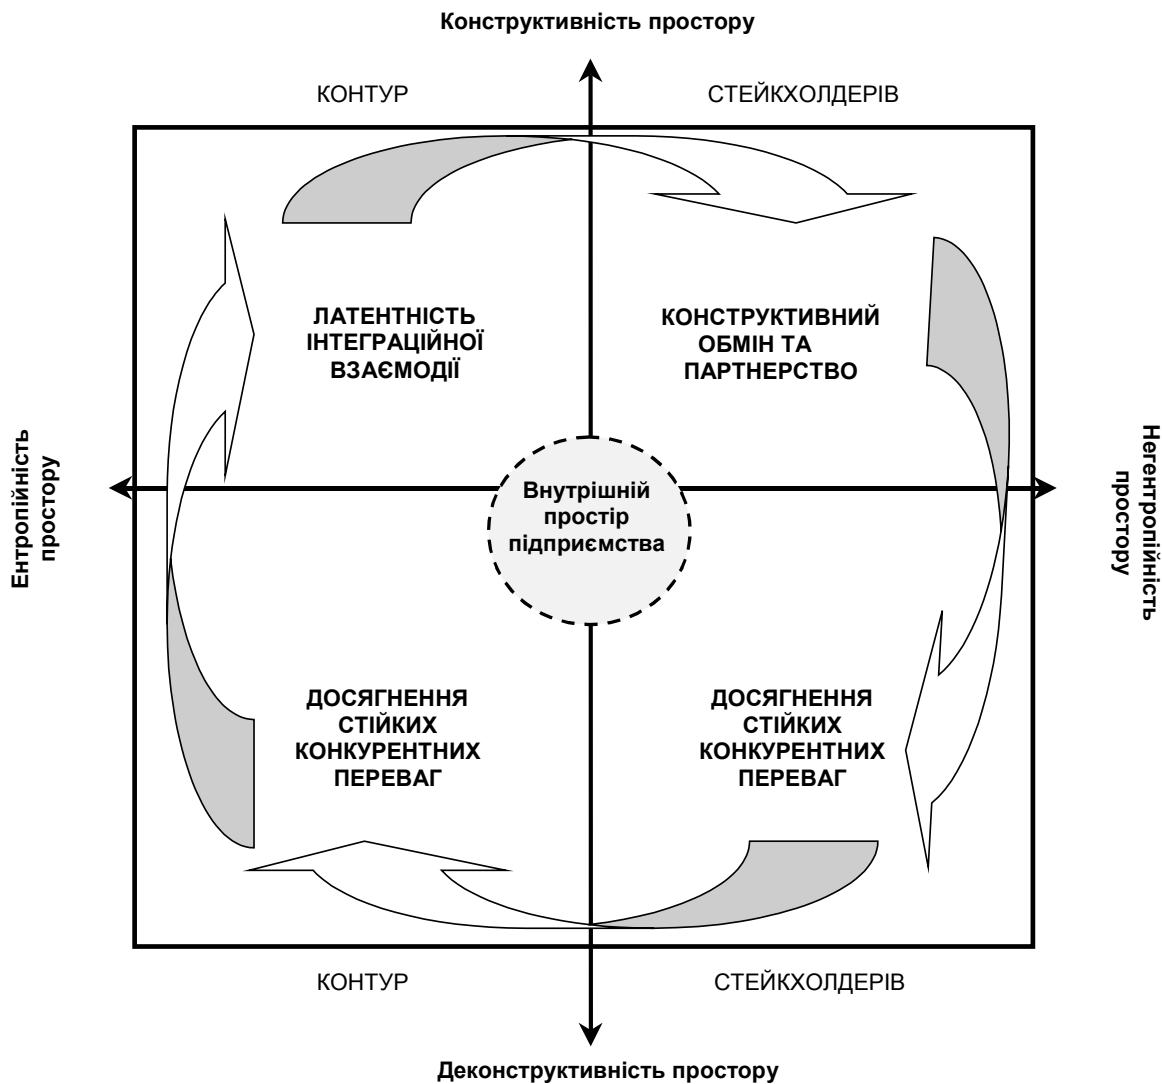 Конструктивність простору
КОНТУР
СТЕЙКХОЛДЕРІВ
ЛАТЕНТНІСТЬ
ІНТЕГРАЦІЙНОЇ
ВЗАЄМОДІЇ
КОНСТРУКТИВНИЙ
ОБМІН ТА
ПАРТНЕРСТВО
Ентропійність
простору
Внутрішній
простір
підприємства
Негентропійність
простору
ДОСЯГНЕННЯ
СТІЙКИХ
КОНКУРЕНТНИХ
ПЕРЕВАГ
ДОСЯГНЕННЯ
СТІЙКИХ
КОНКУРЕНТНИХ
ПЕРЕВАГ
КОНТУР
СТЕЙКХОЛДЕРІВ
Деконструктивність простору